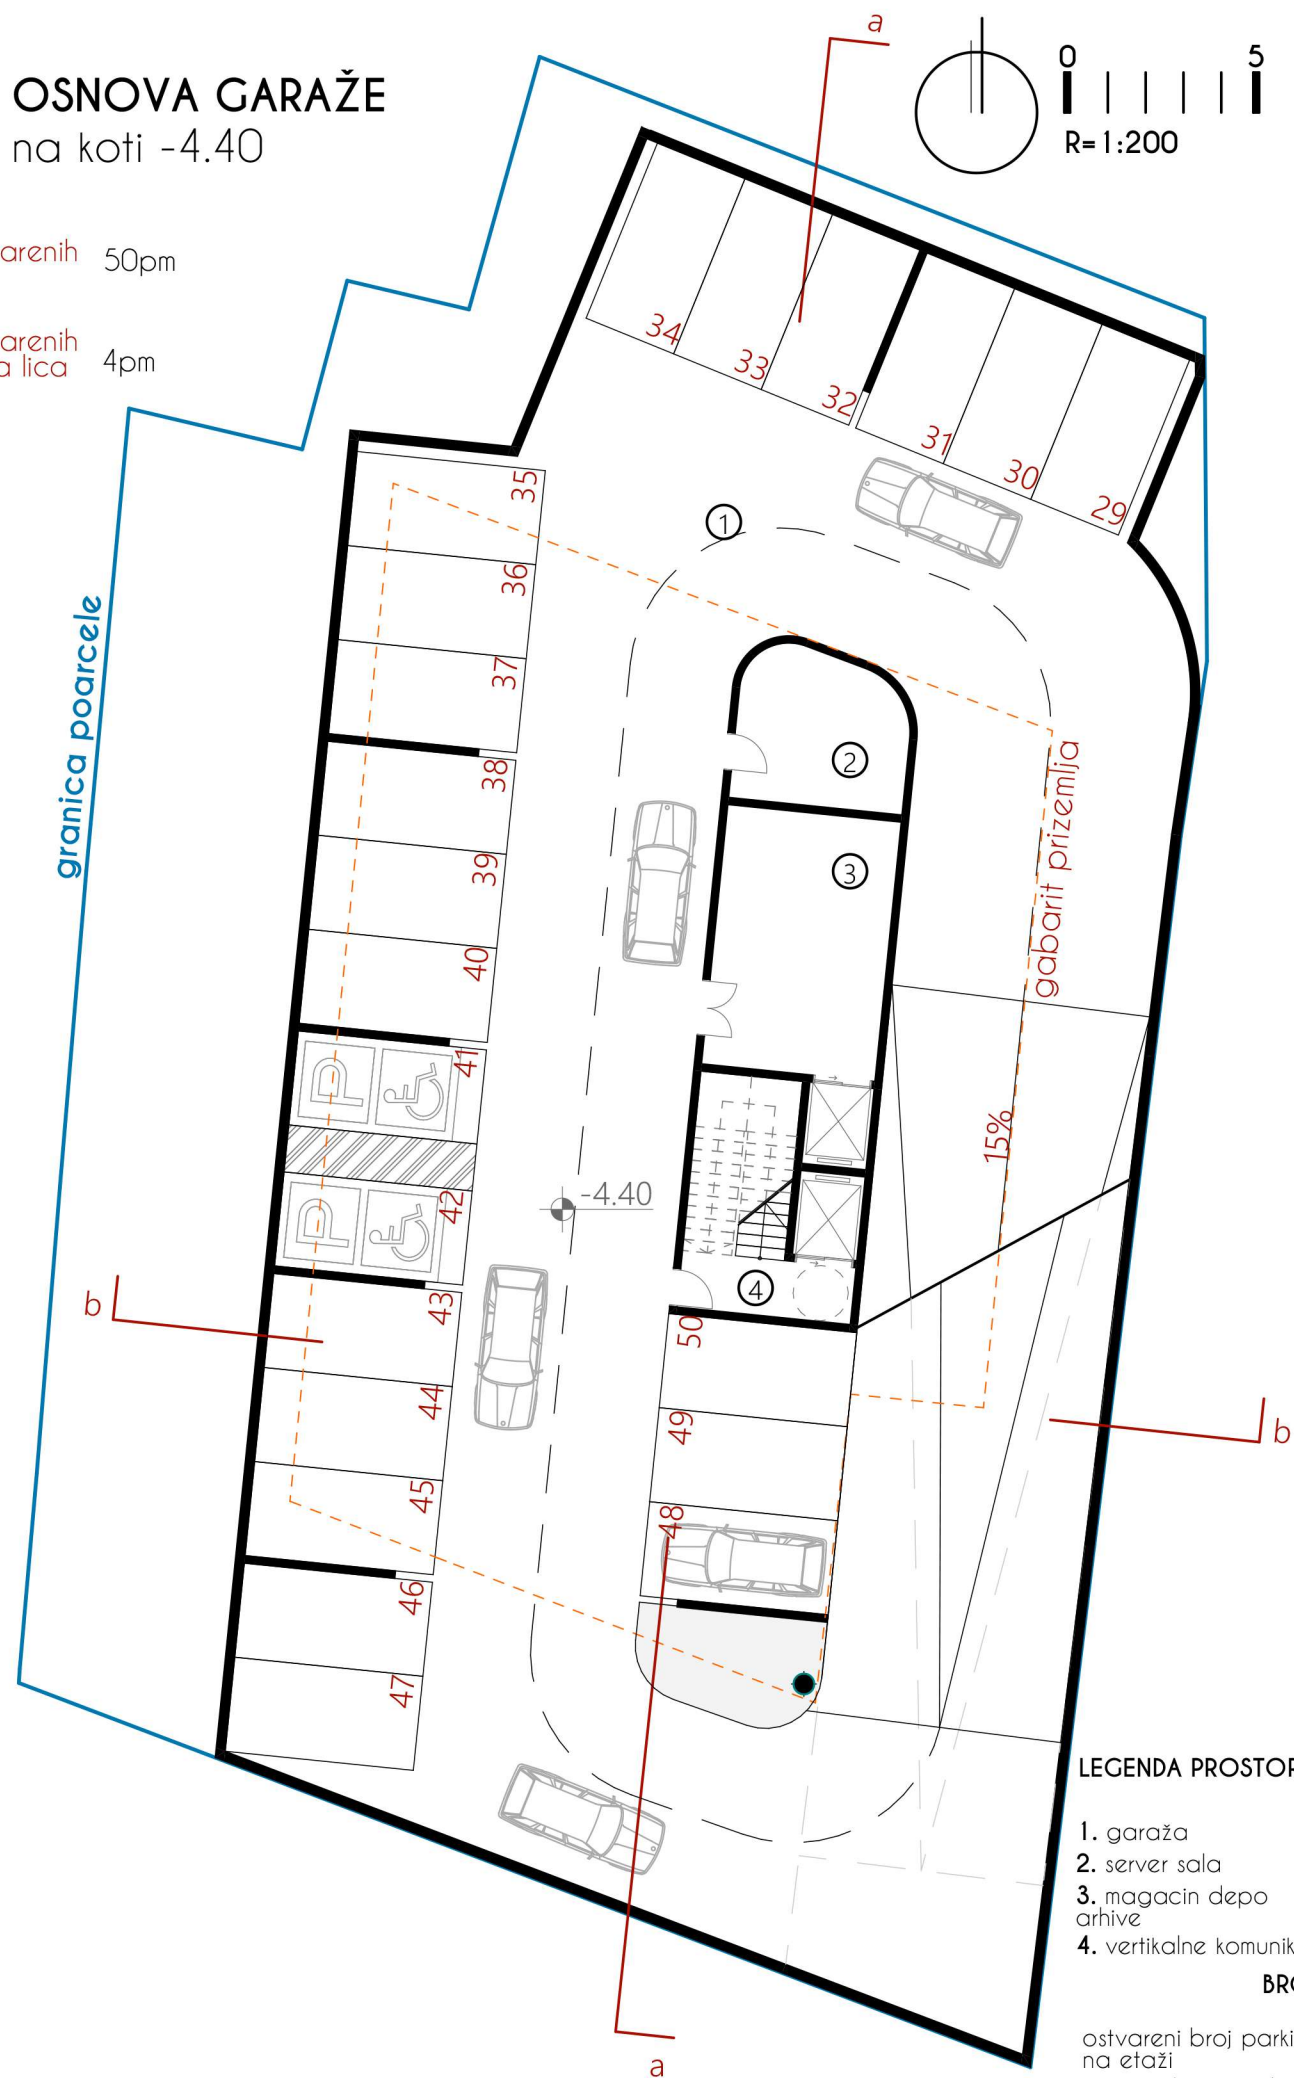 OSNOVA GARAŽE
na koti -4.40
arenih 50pm
arenih
a lica 4pm
a
0 5
R=1:200
34
33
32
31
30
29
35
36
37
38
39
40
41
42
43
44
45
46
47
50
49
48
1
2
3
4
granica poarcele
gabarit prizemlja
15%
-4.40
P
P
b
b
a
LEGENDA PROSTOR
1. garaža
2. server sala
3. magacin depo
arhive
4. vertikalne komunik
BRO
ostvareni broj parki
na etaži